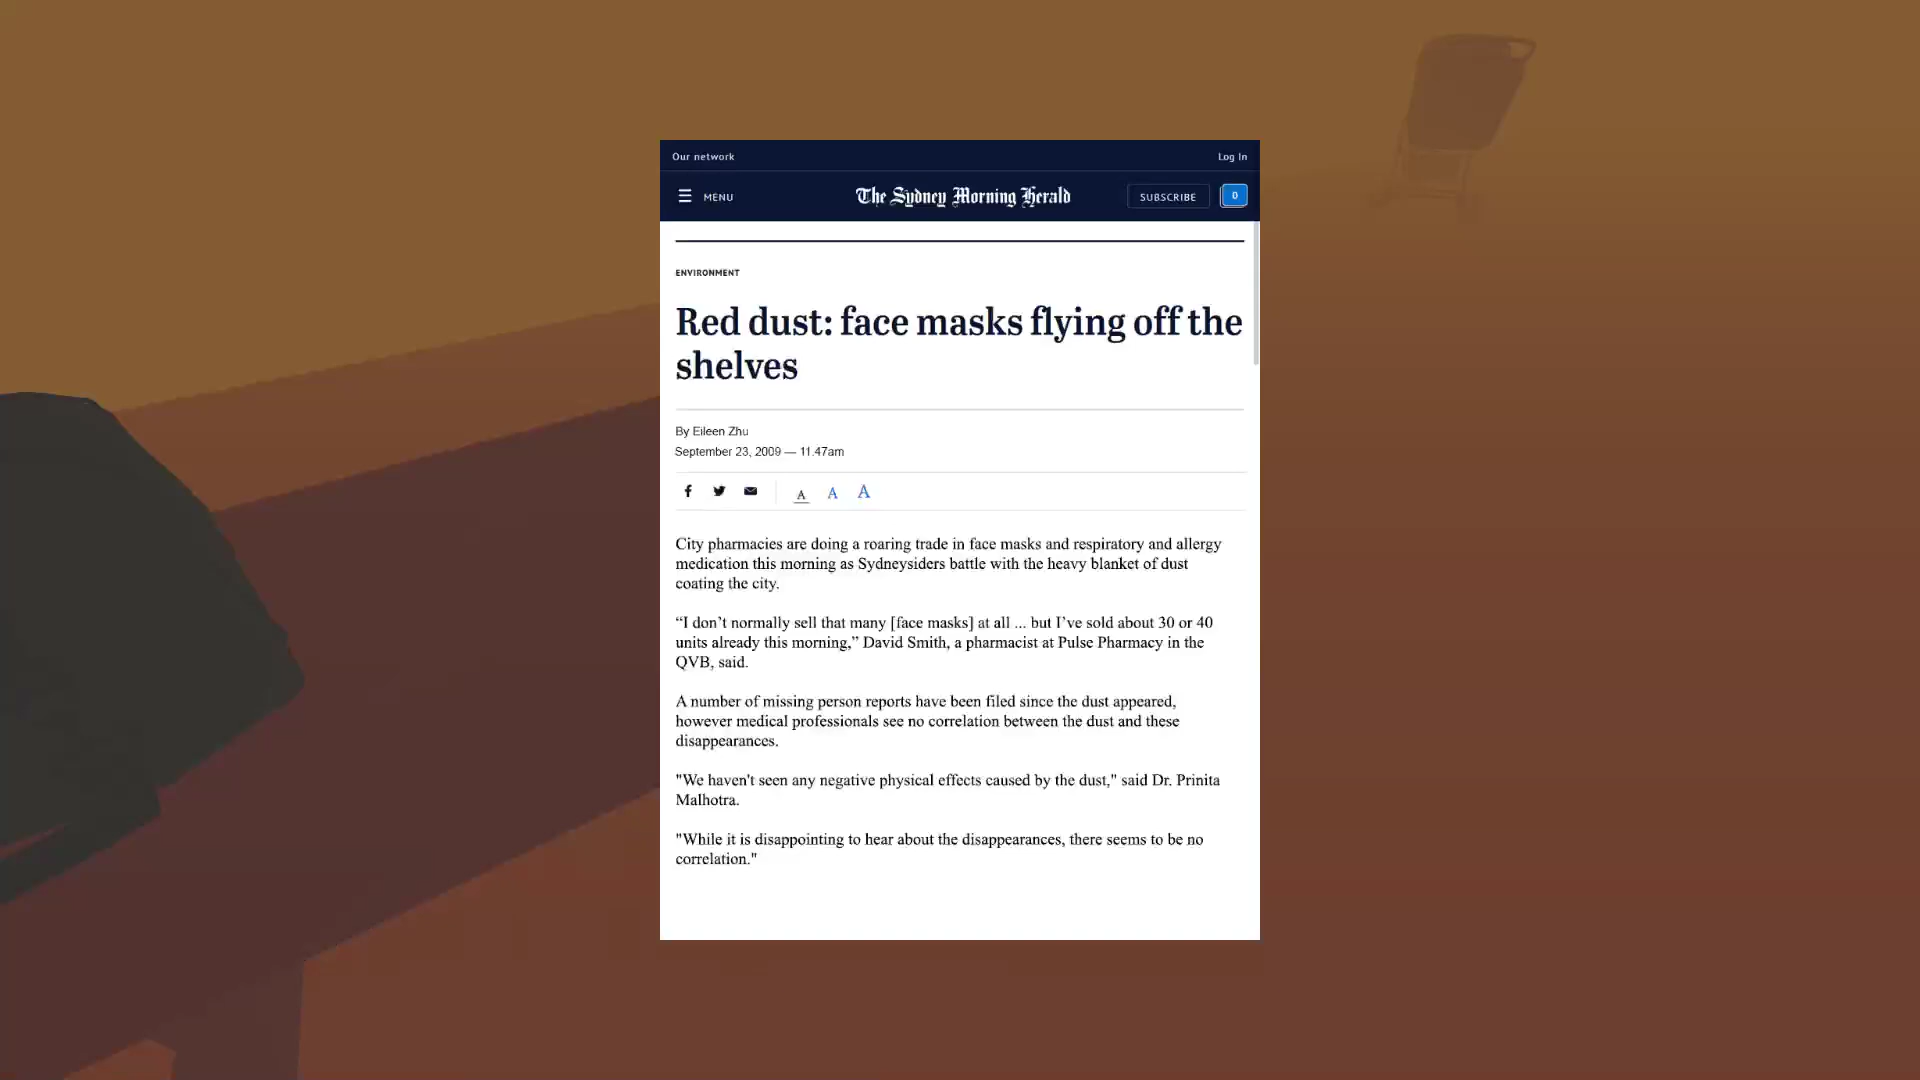 Our network
Log In
MENU
The Sydney Morning Herald
SUBSCRIBE
0
ENVIRONMENT
Red dust: face masks flying off the
shelves
By Eileen Zhu
September 23, 2009 — 11.47am
A A A
City pharmacies are doing a roaring trade in face masks and respiratory and allergy
medication this morning as Sydneysiders battle with the heavy blanket of dust
coating the city.
“I don’t normally sell that many [face masks] at all ... but I’ve sold about 30 or 40
units already this morning,” David Smith, a pharmacist at Pulse Pharmacy in the
QVB, said.
A number of missing person reports have been filed since the dust appeared,
however medical professionals see no correlation between the dust and these
disappearances.
"We haven't seen any negative physical effects caused by the dust," said Dr. Prinita
Malhotra.
"While it is disappointing to hear about the disappearances, there seems to be no
correlation."